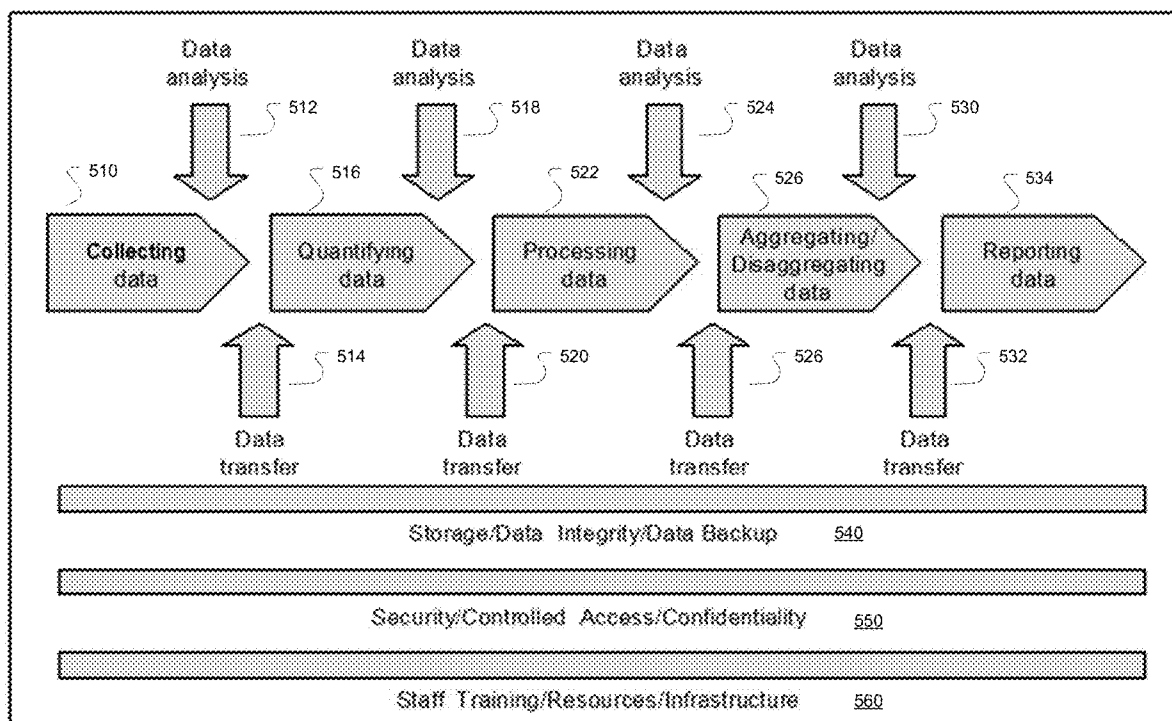 Data
analysis
512
Data
analysis
518
Data
analysis
524
Data
analysis
530
510
Collecting
data
516
Quantifying
data
522
Processing
data
526
Aggregating/
Disaggregating
data
534
Reporting
data
514
Data
transfer
520
Data
transfer
526
Data
transfer
532
Data
transfer
Storage/Data Integrity/Data Backup 540
Security/Controlled Access/Confidentiality 550
Staff Training/Resources/Infrastructure 560